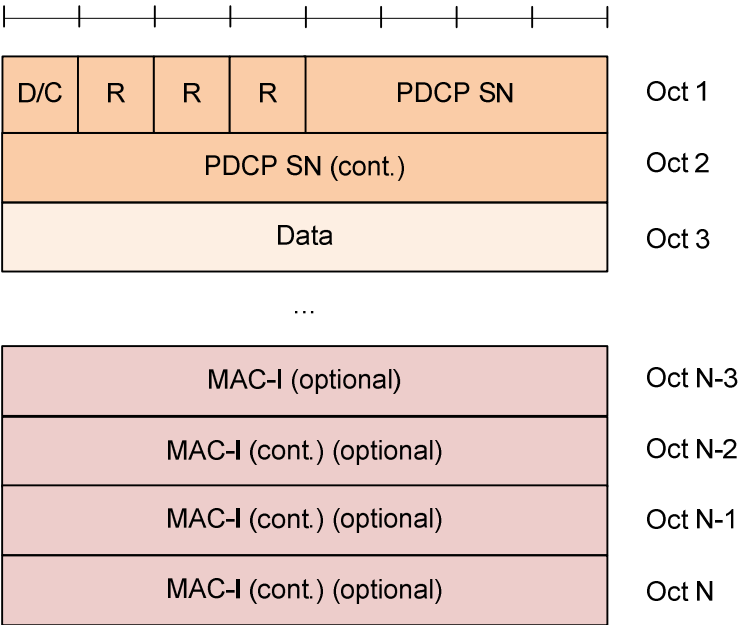 D/C R R R PDCP SN Oct 1
PDCP SN (cont.) Oct 2
Data Oct 3
...
MAC-I (optional) Oct N-3
MAC-I (cont.) (optional) Oct N-2
MAC-I (cont.) (optional) Oct N-1
MAC-I (cont.) (optional) Oct N